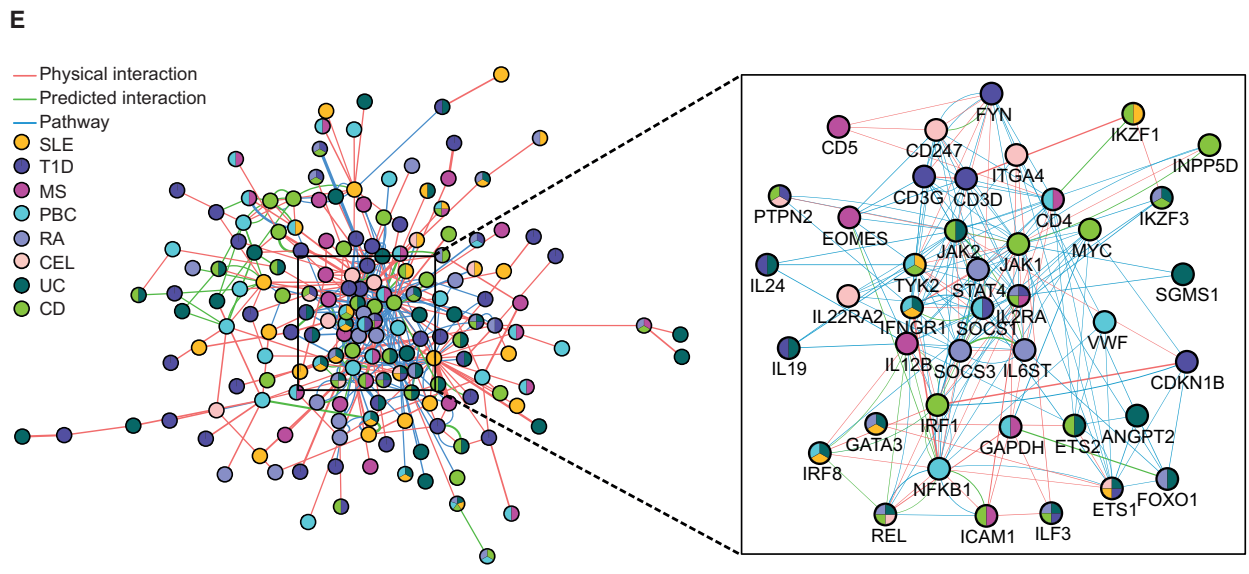 E
Physical interaction
Predicted interaction
Pathway
SLE
T1D
MS
PBC
RA
CEL
UC
CD
FYN
CD5
CD247
IKZF1
ITGA4
INPP5D
CD3G
CD3D
PTPN2
CD4
IKZF3
EOMES
JAK2
JAK1
MYC
IL24
TYK2
STAT4
SGMS1
IL22RA2
IFNGR1
SOCS1
IL2RA
VWF
IL19
IL12B
SOCS3
IL6ST
CDKN1B
IRF1
GATA3
GAPDH
ETS2
ANGPT2
IRF8
NFKB1
ETS1
FOXO1
REL
ICAM1
ILF3